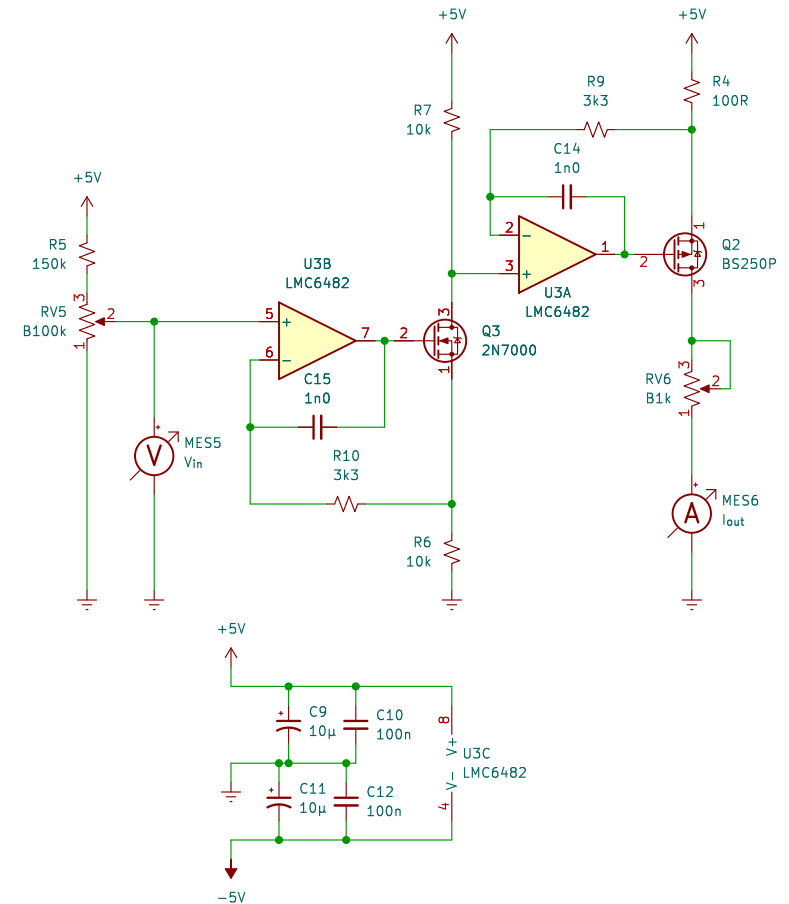 +5V
+5V
R4
100R
R9
3k3
R7
10k
C14
1n0
+5V
R5
150k
2
3
−
+
1
U3A
LMC6482
2
1
3
Q2
BS250P
U3B
LMC6482
RV5
B100k
3
2
1
5
6
+
−
7
2
3
1
Q3
2N7000
C15
1n0
RV6
B1k
3
2
1
+
V
MES5
Vin
R10
3k3
+
A
MES6
Iout
R6
10k
+5V
+
C9
10µ
C10
100n
8
V+
U3C
LMC6482
V-
4
+
C11
10µ
C12
100n
-5V